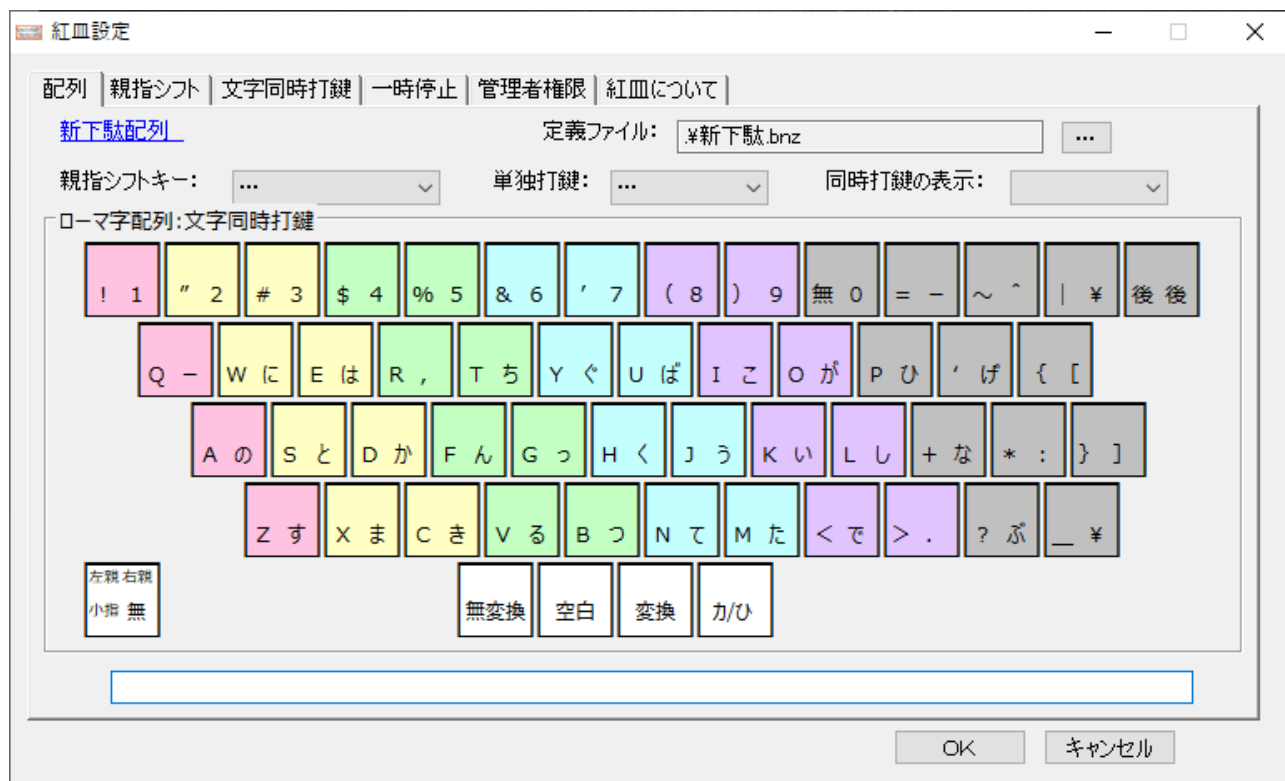 紅皿設定
配列 親指シフト 文字同時打鍵 一時停止 管理者権限 紅皿について
新下駄配列 定義ファイル: .¥新下駄.bnz ...
親指シフトキー: ... 単独打鍵: ... 同時打鍵の表示:
ローマ字配列:文字同時打鍵
! 1 ” 2 # 3 $ 4 % 5 & 6 ’ 7 ( 8 ) 9 無 0 = - ～ ^ | ¥ 後 後
Q ー W に E は R , T ち Y ぐ U ば I こ O が P ひ ‘ げ { [
A の S と D か F ん G っ H く J う K い L し + な * : } ]
Z す X ま C き V る B つ N て M た < で > . ? ぶ _ ¥
左親 右親
小指 無 無変換 空白 変換 カ/ひ
OK キャンセル